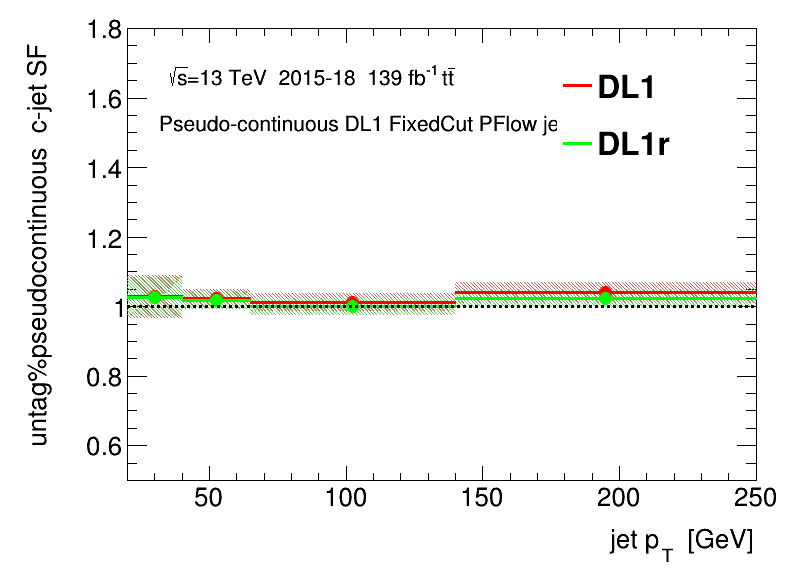 untag%pseudocontinuous c-jet SF
1.8
1.6
1.4
1.2
1
0.8
0.6
√s=13 TeV 2015-18 139 fb⁻¹ tt̄
Pseudo-continuous DL1 FixedCut PFlow je
DL1
DL1r
50 100 150 200 250
jet p_T [GeV]